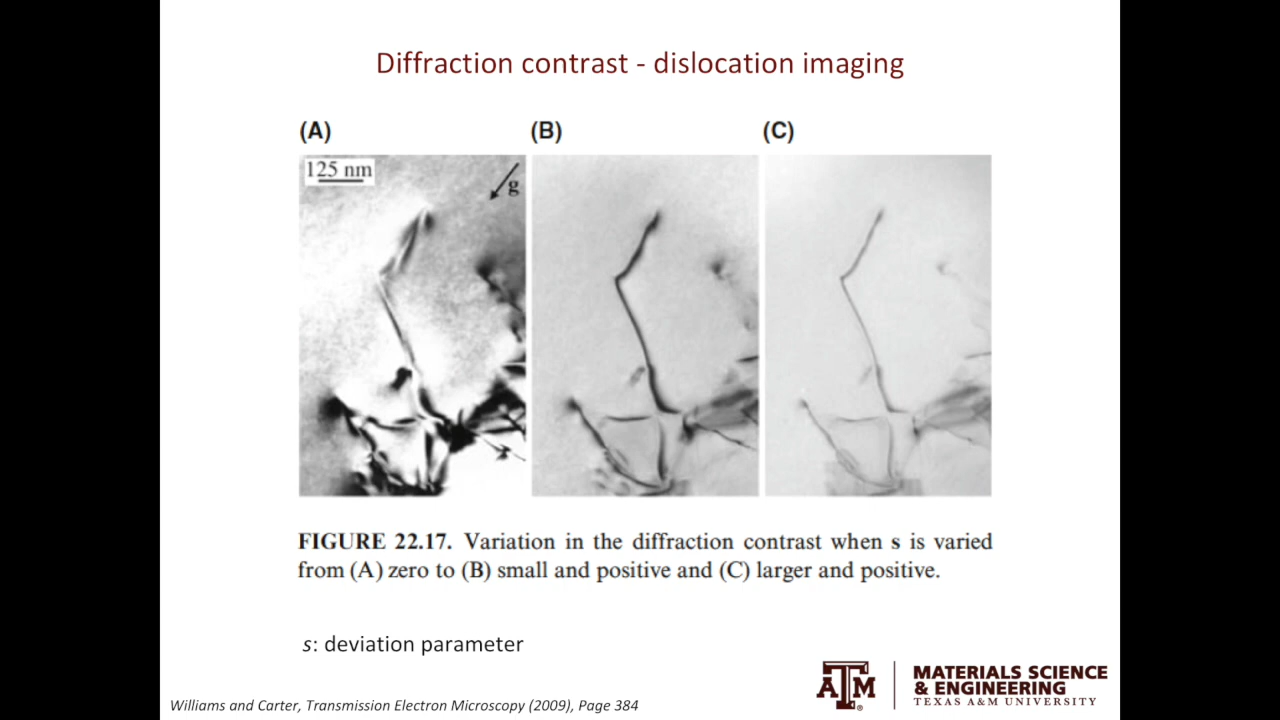 Diffraction contrast - dislocation imaging
(A)
(B)
(C)
125 nm
g
FIGURE 22.17. Variation in the diffraction contrast when s is varied
from (A) zero to (B) small and positive and (C) larger and positive.
s: deviation parameter
Williams and Carter, Transmission Electron Microscopy (2009), Page 384
ATM®
MATERIALS SCIENCE
& ENGINEERING
TEXAS A&M UNIVERSITY